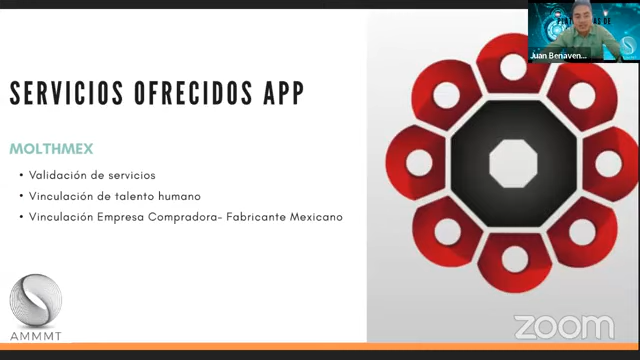 SERVICIOS OFRECIDOS APP
MOLTHMEX
• Validación de servicios
• Vinculación de talento humano
• Vinculación Empresa Compradora- Fabricante Mexicano
AMMMT
Juan Benaven...
zoom